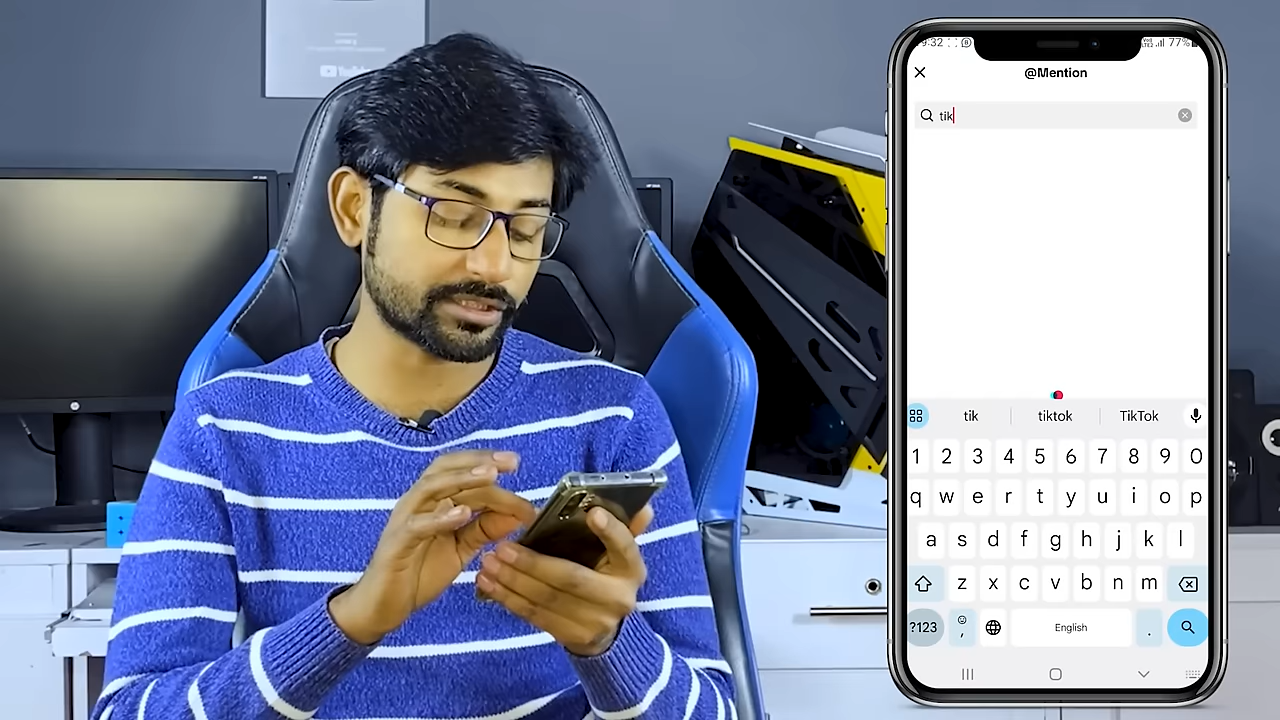 YouTube
9:32
77%
@Mention
tik
tik tiktok TikTok
1 2 3 4 5 6 7 8 9 0
q w e r t y u i o p
a s d f g h j k l
z x c v b n m
?123 , English .